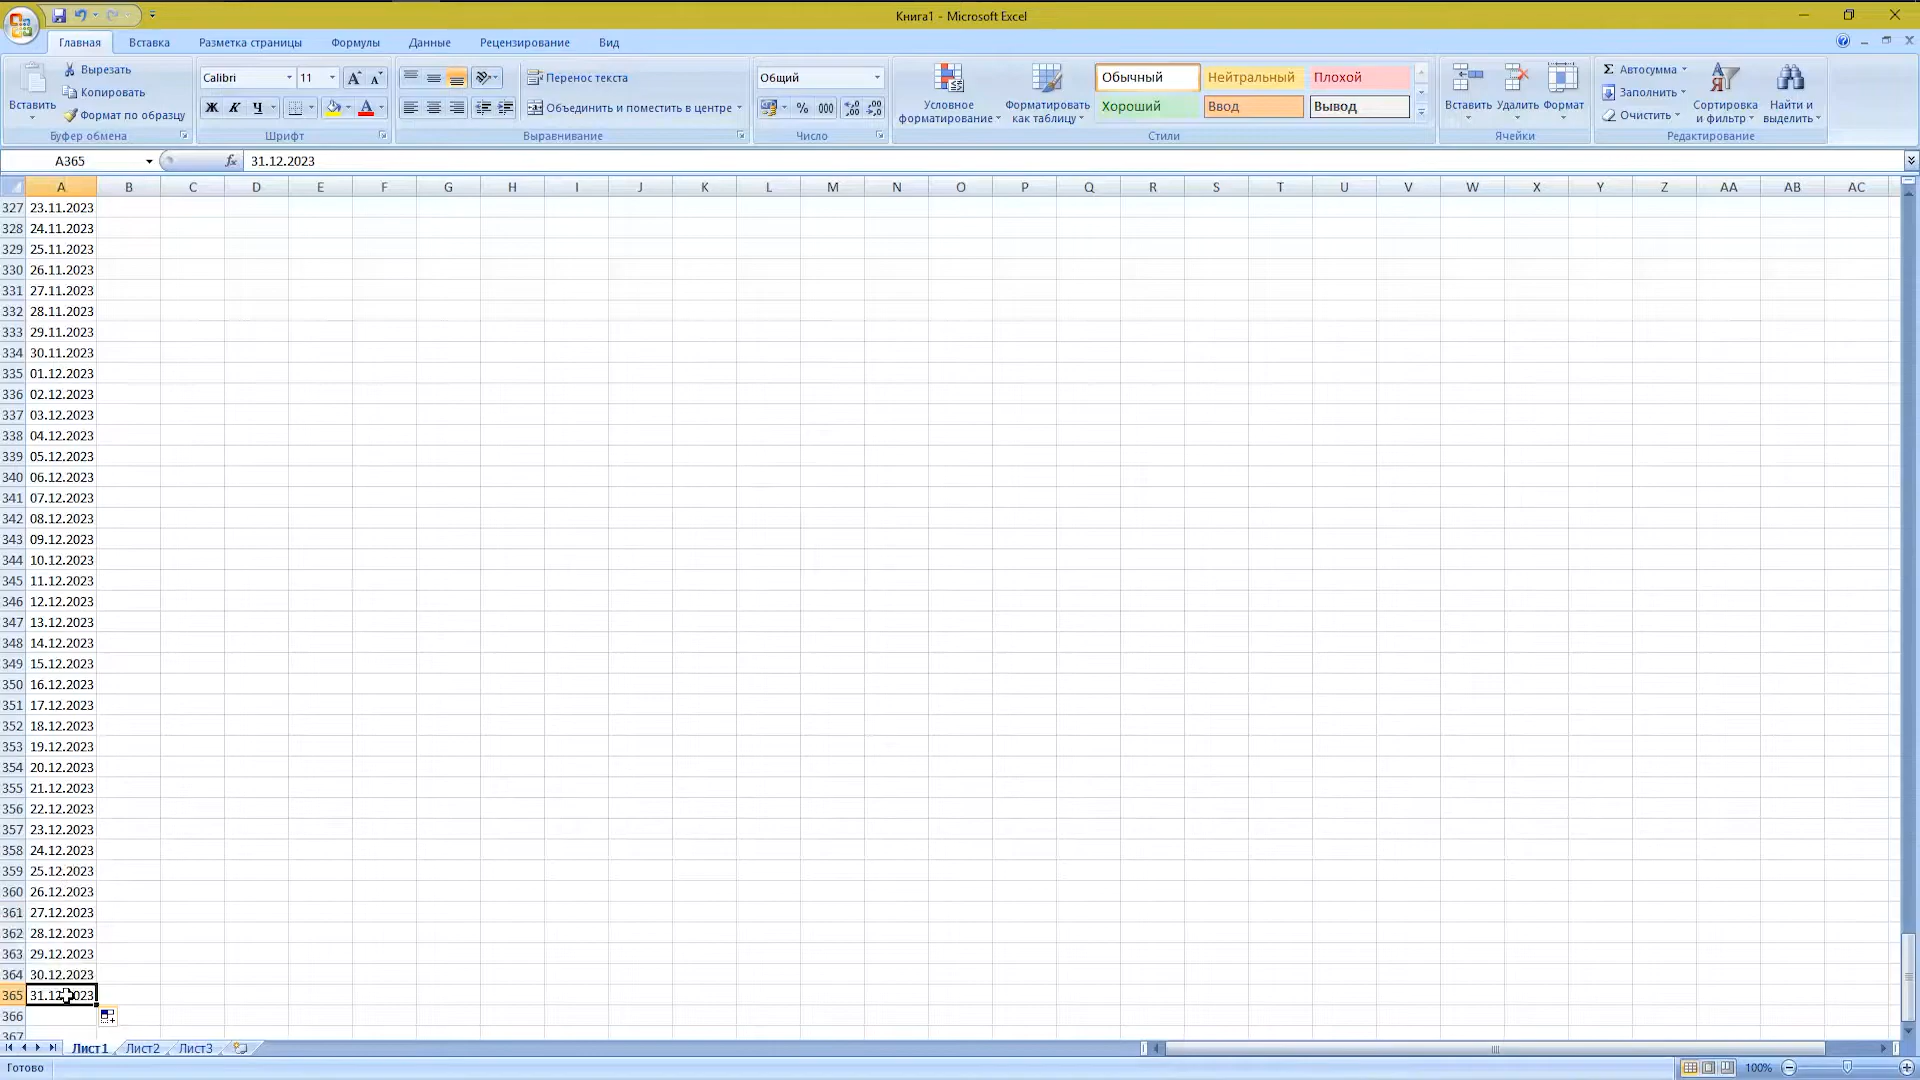 Книга1 - Microsoft Excel
Главная Вставка Разметка страницы Формулы Данные Рецензирование Вид
Вставить
Вырезать
Копировать
Формат по образцу
Буфер обмена
Calibri 11
Ж К Ч
Шрифт
Перенос текста
Объединить и поместить в центре
Выравнивание
Общий
% 000
Число
Условное форматирование
Форматировать как таблицу
Обычный Нейтральный Плохой
Хороший Ввод Вывод
Стили
Вставить Удалить Формат
Ячейки
Σ Автосумма
Заполнить
Очистить
Сортировка и фильтр
Найти и выделить
Редактирование
A365 fx 31.12.2023
A B C D E F G H I J K L M N O P Q R S T U V W X Y Z AA AB AC
327 23.11.2023
328 24.11.2023
329 25.11.2023
330 26.11.2023
331 27.11.2023
332 28.11.2023
333 29.11.2023
334 30.11.2023
335 01.12.2023
336 02.12.2023
337 03.12.2023
338 04.12.2023
339 05.12.2023
340 06.12.2023
341 07.12.2023
342 08.12.2023
343 09.12.2023
344 10.12.2023
345 11.12.2023
346 12.12.2023
347 13.12.2023
348 14.12.2023
349 15.12.2023
350 16.12.2023
351 17.12.2023
352 18.12.2023
353 19.12.2023
354 20.12.2023
355 21.12.2023
356 22.12.2023
357 23.12.2023
358 24.12.2023
359 25.12.2023
360 26.12.2023
361 27.12.2023
362 28.12.2023
363 29.12.2023
364 30.12.2023
365 31.12.2023
366
367
Лист1 Лист2 Лист3
Готово 100%